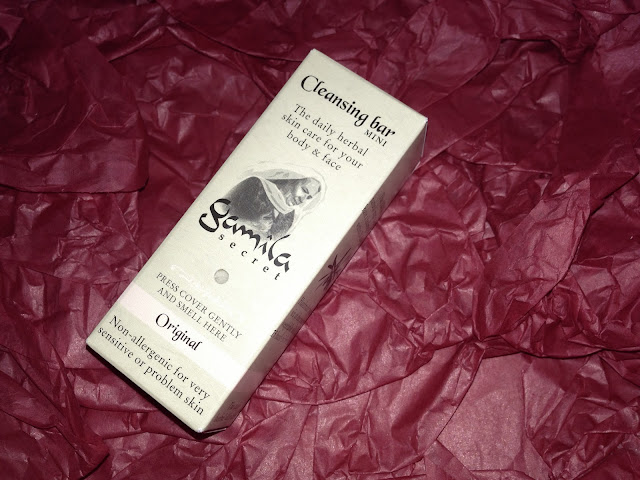 Cleansing bar
MINI
The daily herbal
skin care for your
body & face
gamila
secret
PRESS COVER GENTLY
AND SMELL HERE
Original
Non-allergenic for very
sensitive or problem skin